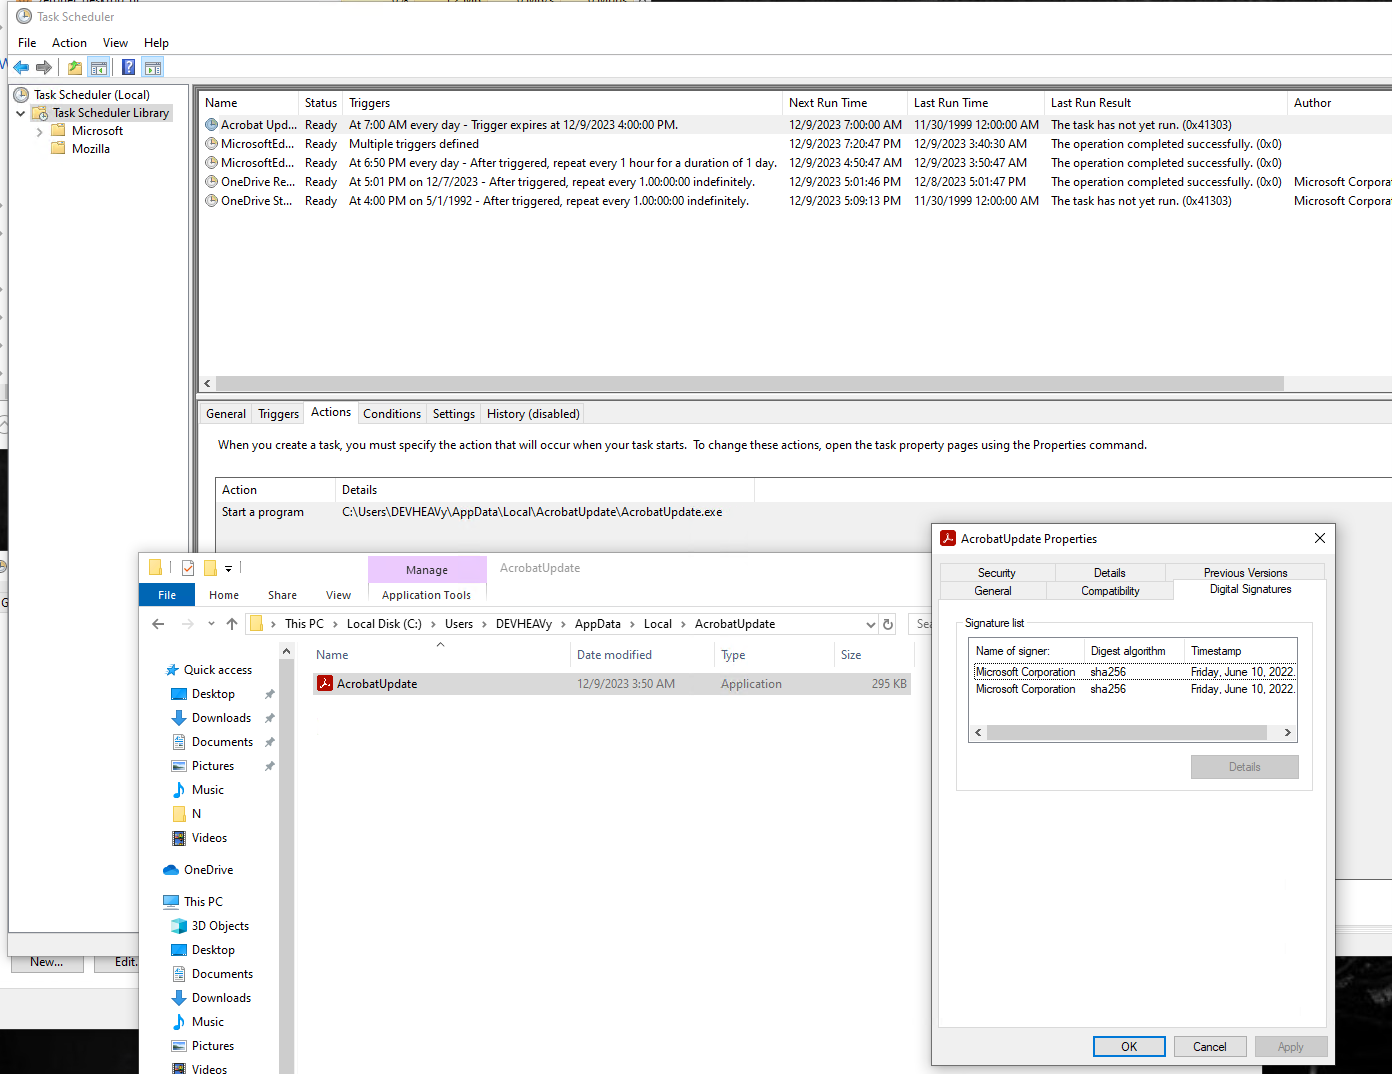 Task Scheduler
File Action View Help
Task Scheduler (Local)
Task Scheduler Library
Microsoft
Mozilla
Name Status Triggers Next Run Time Last Run Time Last Run Result Author
Acrobat Upd... Ready At 7:00 AM every day - Trigger expires at 12/9/2023 4:00:00 PM. 12/9/2023 7:00:00 AM 11/30/1999 12:00:00 AM The task has not yet run. (0x41303)
MicrosoftEd... Ready Multiple triggers defined 12/9/2023 7:20:47 PM 12/9/2023 3:40:30 AM The operation completed successfully. (0x0)
MicrosoftEd... Ready At 6:50 PM every day - After triggered, repeat every 1 hour for a duration of 1 day. 12/9/2023 4:50:47 AM 12/9/2023 3:50:47 AM The operation completed successfully. (0x0)
OneDrive Re... Ready At 5:01 PM on 12/7/2023 - After triggered, repeat every 1.00:00:00 indefinitely. 12/9/2023 5:01:46 PM 12/8/2023 5:01:47 PM The operation completed successfully. (0x0) Microsoft Corpora
OneDrive St... Ready At 4:00 PM on 5/1/1992 - After triggered, repeat every 1.00:00:00 indefinitely. 12/9/2023 5:09:13 PM 11/30/1999 12:00:00 AM The task has not yet run. (0x41303) Microsoft Corpora
General Triggers Actions Conditions Settings History (disabled)
When you create a task, you must specify the action that will occur when your task starts. To change these actions, open the task property pages using the Properties command.
Action Details
Start a program C:\Users\DEVHEAVy\AppData\Local\AcrobatUpdate\AcrobatUpdate.exe
New... Edit.
Manage AcrobatUpdate
File Home Share View Application Tools
This PC > Local Disk (C:) > Users > DEVHEAVy > AppData > Local > AcrobatUpdate Sea
Name Date modified Type Size
AcrobatUpdate 12/9/2023 3:50 AM Application 295 KB
Quick access
Desktop
Downloads
Documents
Pictures
Music
N
Videos
OneDrive
This PC
3D Objects
Desktop
Documents
Downloads
Music
Pictures
Videos
AcrobatUpdate Properties
Security Details Previous Versions
General Compatibility Digital Signatures
Signature list
Name of signer: Digest algorithm Timestamp
Microsoft Corporation sha256 Friday, June 10, 2022.
Microsoft Corporation sha256 Friday, June 10, 2022.
Details
OK Cancel Apply